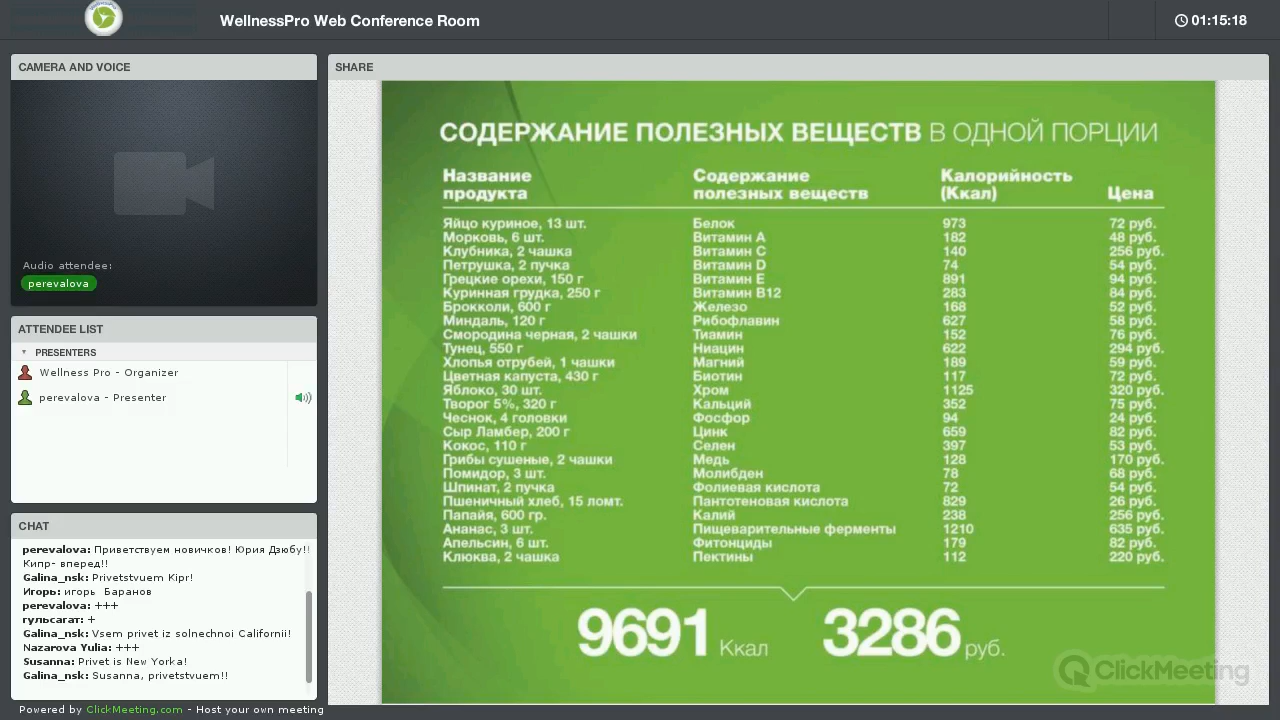 WellnessPro Web Conference Room
01:15:18
CAMERA AND VOICE
Audio attendee:
perevalova
ATTENDEE LIST
PRESENTERS
Wellness Pro - Organizer
perevalova - Presenter
CHAT
perevalova: Приветствуем новичков! Юрия Дзюбу!!
Кипр вперед!!
Galina_nsk: Privetstvuem Kipr!
Игорь: Игорь Баранов
perevalova: +++
гульсагат: +
Galina_nsk: Vsem privet iz solnechnoi Californii!
Nazarova Yulia: +++
Susanna: Privet is New Yorka!
Galina_nsk: Susanna, privetstvuem!!
Powered by ClickMeeting.com - Host your own meeting
SHARE
СОДЕРЖАНИЕ ПОЛЕЗНЫХ ВЕЩЕСТВ В ОДНОЙ ПОРЦИИ
Название продукта Содержание полезных веществ Калорийность (Ккал) Цена
Яйцо куриное, 13 шт. Белок 973 72 руб.
Морковь, 6 шт. Витамин А 182 48 руб.
Клубника, 2 чашка Витамин С 140 256 руб.
Петрушка, 2 пучка Витамин D 74 54 руб.
Грецкие орехи, 150 г Витамин Е 891 94 руб.
Куринная грудка, 250 г Витамин В12 283 84 руб.
Брокколи, 600 г Железо 168 52 руб.
Миндаль, 120 г Рибофлавин 627 58 руб.
Смородина черная, 2 чашки Тиамин 152 76 руб.
Тунец, 550 г Ниацин 622 294 руб.
Хлопья отрубей, 1 чашки Магний 189 59 руб.
Цветная капуста, 430 г Биотин 117 72 руб.
Яблоко, 30 шт. Хром 1125 320 руб.
Творог 5%, 320 г Кальций 352 75 руб.
Чеснок, 4 головки Фосфор 94 24 руб.
Сыр Ламбер, 200 г Цинк 659 82 руб.
Кокос, 110 г Селен 397 53 руб.
Грибы сушеные, 2 чашки Медь 128 170 руб.
Помидор, 3 шт. Молибден 78 68 руб.
Шпинат, 2 пучка Фолиевая кислота 72 54 руб.
Пшеничный хлеб, 15 ломт. Пантотеновая кислота 829 26 руб.
Папайя, 600 гр. Калий 238 256 руб.
Ананас, 3 шт. Пищеварительные ферменты 1210 635 руб.
Апельсин, 6 шт. Фитонциды 179 82 руб.
Клюква, 2 чашка Пектины 112 220 руб.
9691 Ккал 3286 руб.
ClickMeeting